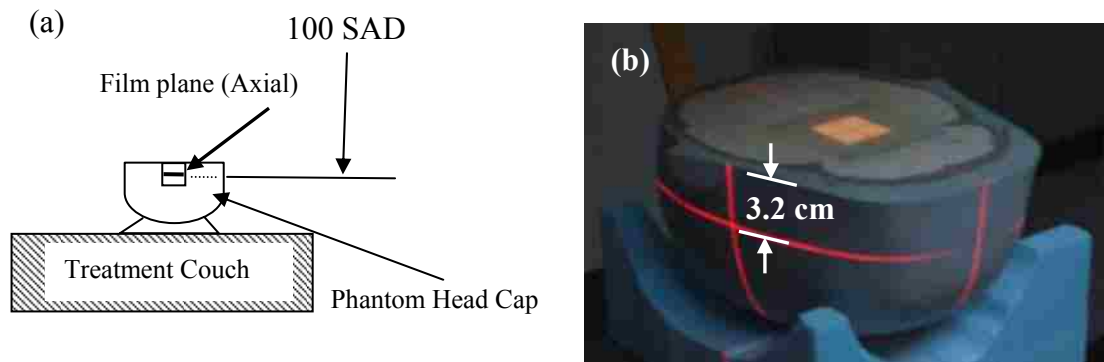 (a)
100 SAD
Film plane (Axial)
Treatment Couch
Phantom Head Cap
(b)
3.2 cm